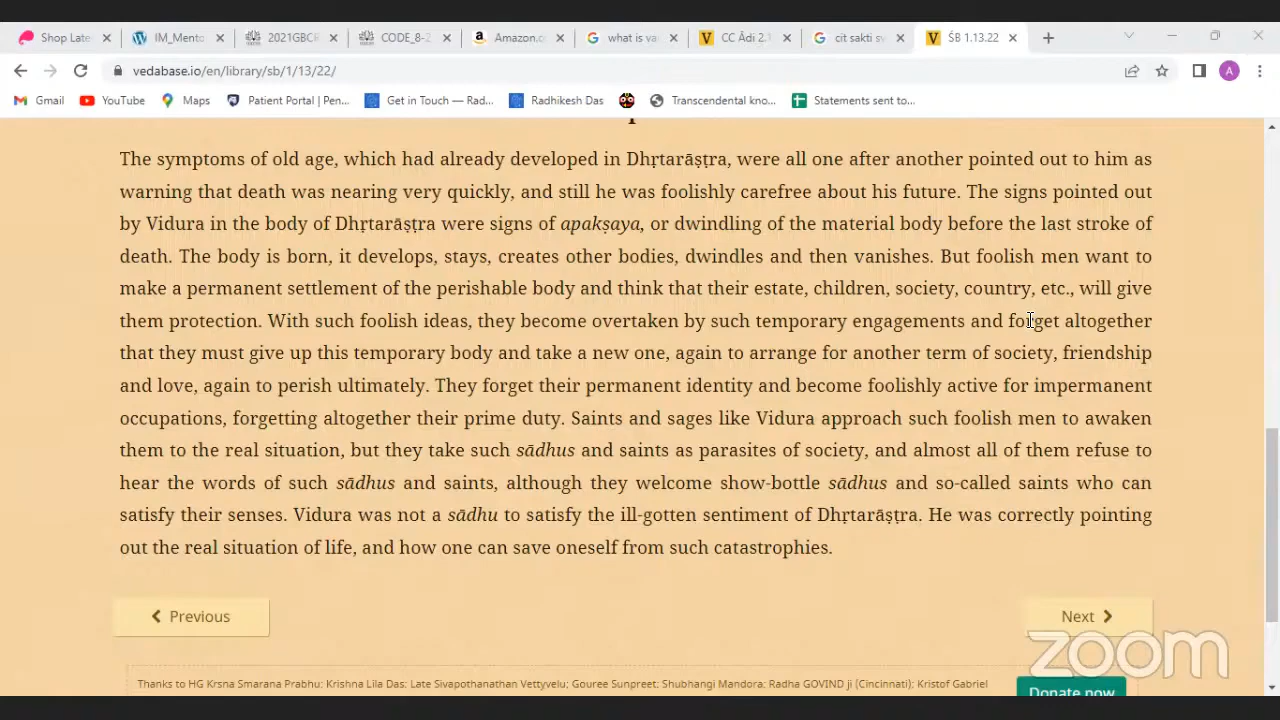 Shop Late
IM_Mento
2021GBCF
CODE_8-2
Amazon.c
what is va
CC Ādi 2.1
cit sakti sv
ŚB 1.13.22
vedabase.io/en/library/sb/1/13/22/
A
Gmail
YouTube
Maps
Patient Portal | Pen...
Get in Touch — Rad...
Radhikesh Das
Transcendental kno...
Statements sent to...
The symptoms of old age, which had already developed in Dhṛtarāṣṭra, were all one after another pointed out to him as
warning that death was nearing very quickly, and still he was foolishly carefree about his future. The signs pointed out
by Vidura in the body of Dhṛtarāṣṭra were signs of apakṣaya, or dwindling of the material body before the last stroke of
death. The body is born, it develops, stays, creates other bodies, dwindles and then vanishes. But foolish men want to
make a permanent settlement of the perishable body and think that their estate, children, society, country, etc., will give
them protection. With such foolish ideas, they become overtaken by such temporary engagements and forget altogether
that they must give up this temporary body and take a new one, again to arrange for another term of society, friendship
and love, again to perish ultimately. They forget their permanent identity and become foolishly active for impermanent
occupations, forgetting altogether their prime duty. Saints and sages like Vidura approach such foolish men to awaken
them to the real situation, but they take such sādhus and saints as parasites of society, and almost all of them refuse to
hear the words of such sādhus and saints, although they welcome show-bottle sādhus and so-called saints who can
satisfy their senses. Vidura was not a sādhu to satisfy the ill-gotten sentiment of Dhṛtarāṣṭra. He was correctly pointing
out the real situation of life, and how one can save oneself from such catastrophies.
Previous
Next
zoom
Thanks to HG Krsna Smarana Prabhu; Krishna Lila Das; Late Sivapothanathan Vettyvelu; Gouree Sunpreet; Shubhangi Mandora; Radha GOVIND ji (Cincinnati); Kristof Gabriel
Donate now